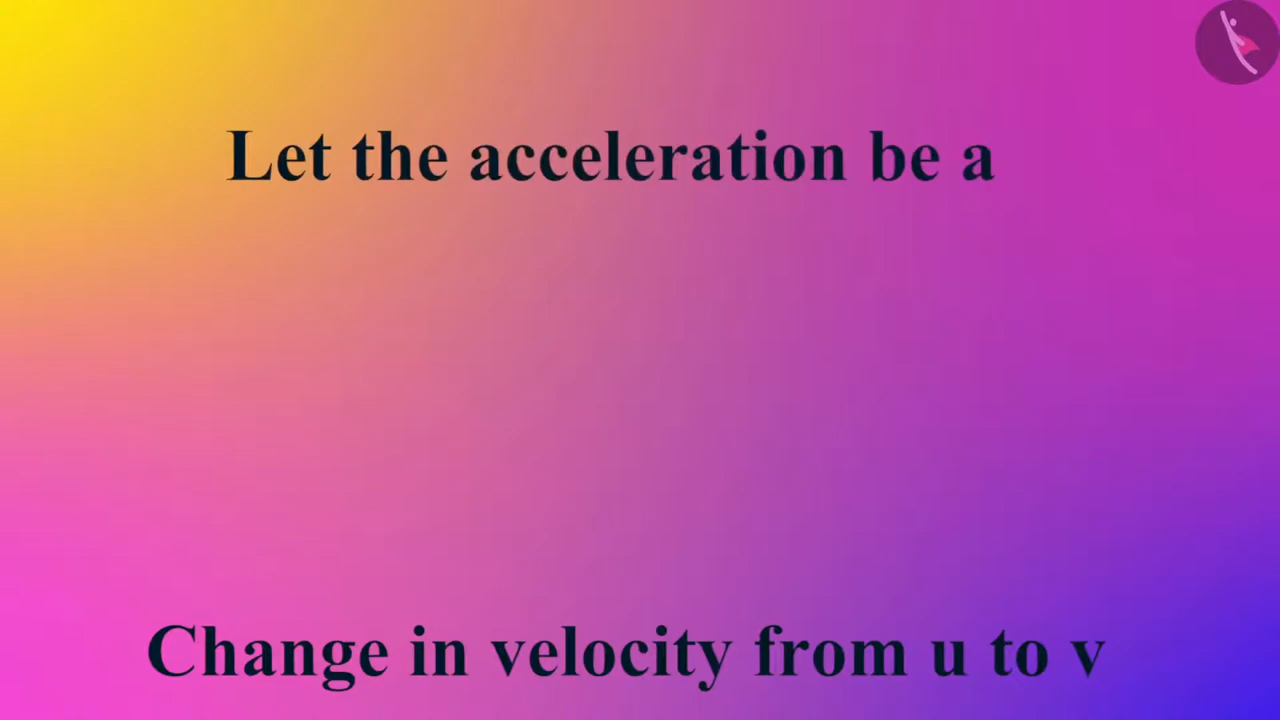 Let the acceleration be a
Change in velocity from u to v